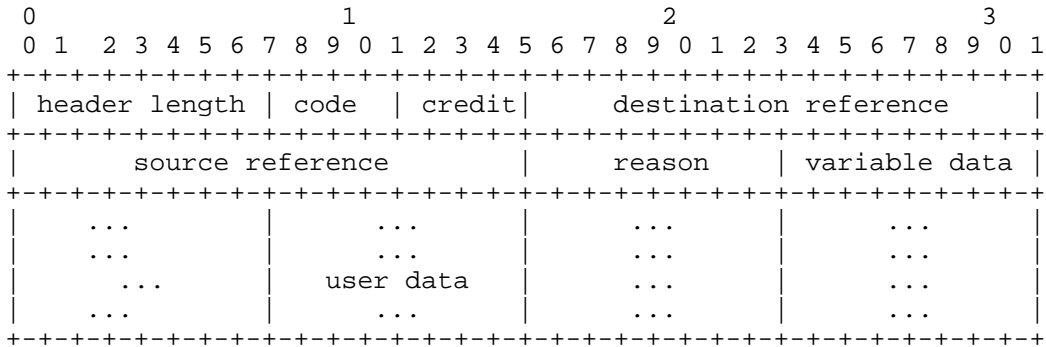 0 1 2 3
0 1 2 3 4 5 6 7 8 9 0 1 2 3 4 5 6 7 8 9 0 1 2 3 4 5 6 7 8 9 0 1
+-+-+-+-+-+-+-+-+-+-+-+-+-+-+-+-+-+-+-+-+-+-+-+-+-+-+-+-+-+-+-+-+
| header length | code | credit| destination reference |
+-+-+-+-+-+-+-+-+-+-+-+-+-+-+-+-+-+-+-+-+-+-+-+-+-+-+-+-+-+-+-+-+
| source reference | reason | variable data |
+-+-+-+-+-+-+-+-+-+-+-+-+-+-+-+-+-+-+-+-+-+-+-+-+-+-+-+-+-+-+-+-+
| ... | ... | ... | ... |
| ... | ... | ... | ... |
| ... | user data | ... | ... |
| ... | ... | ... | ... |
+-+-+-+-+-+-+-+-+-+-+-+-+-+-+-+-+-+-+-+-+-+-+-+-+-+-+-+-+-+-+-+-+